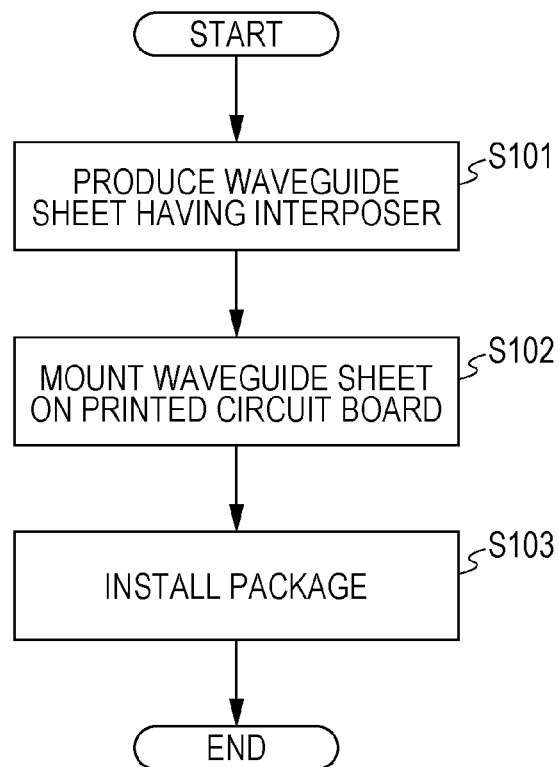 START
S101
PRODUCE WAVEGUIDE
SHEET HAVING INTERPOSER
S102
MOUNT WAVEGUIDE SHEET
ON PRINTED CIRCUIT BOARD
S103
INSTALL PACKAGE
END